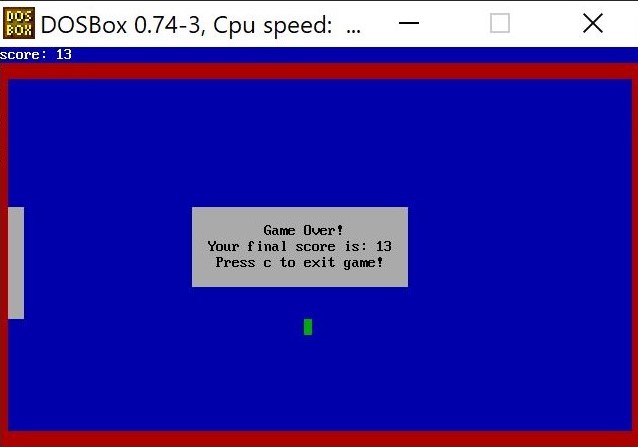 DOS
BOX
DOSBox 0.74-3, Cpu speed: ...
score: 13
Game Over!
Your final score is: 13
Press c to exit game!